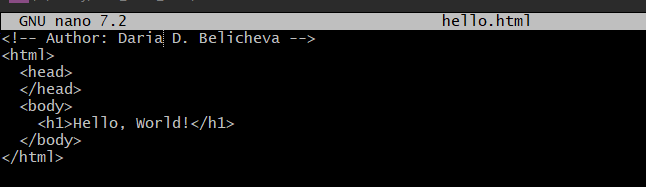 GNU nano 7.2 hello.html
<!-- Author: Daria D. Belicheva -->
<html>
  <head>
  </head>
  <body>
    <h1>Hello, World!</h1>
  </body>
</html>